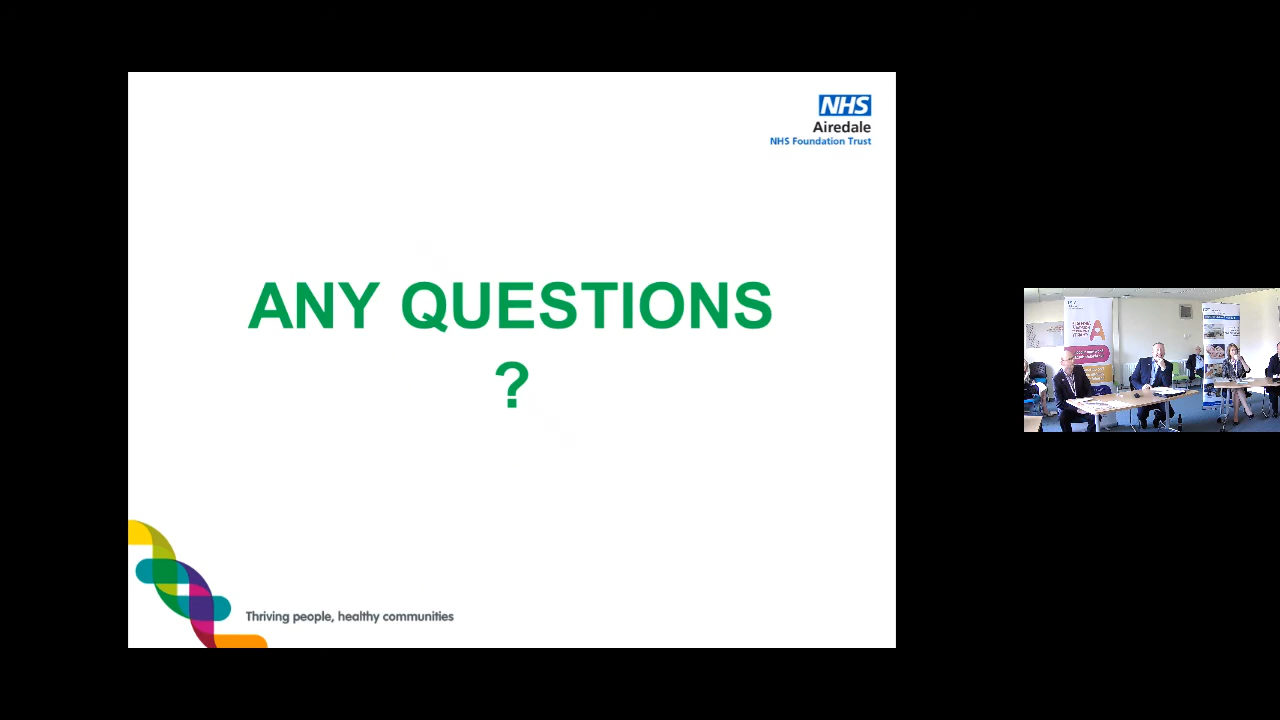 NHS
Airedale
NHS Foundation Trust
ANY QUESTIONS
?
Thriving people, healthy communities